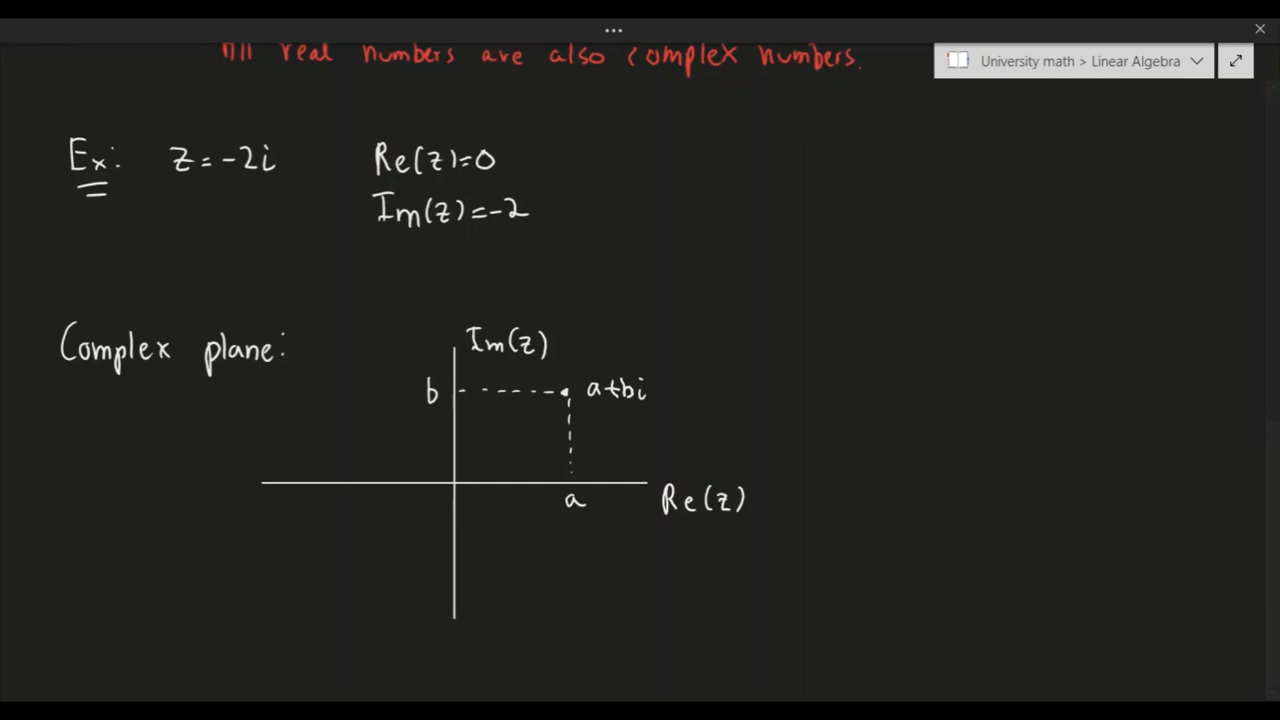 All real numbers are also complex numbers.
University math > Linear Algebra
Ex: z = -2i Re(z)=0
Im(z)=-2
Complex plane:
Im(z)
b a+bi
a Re(z)